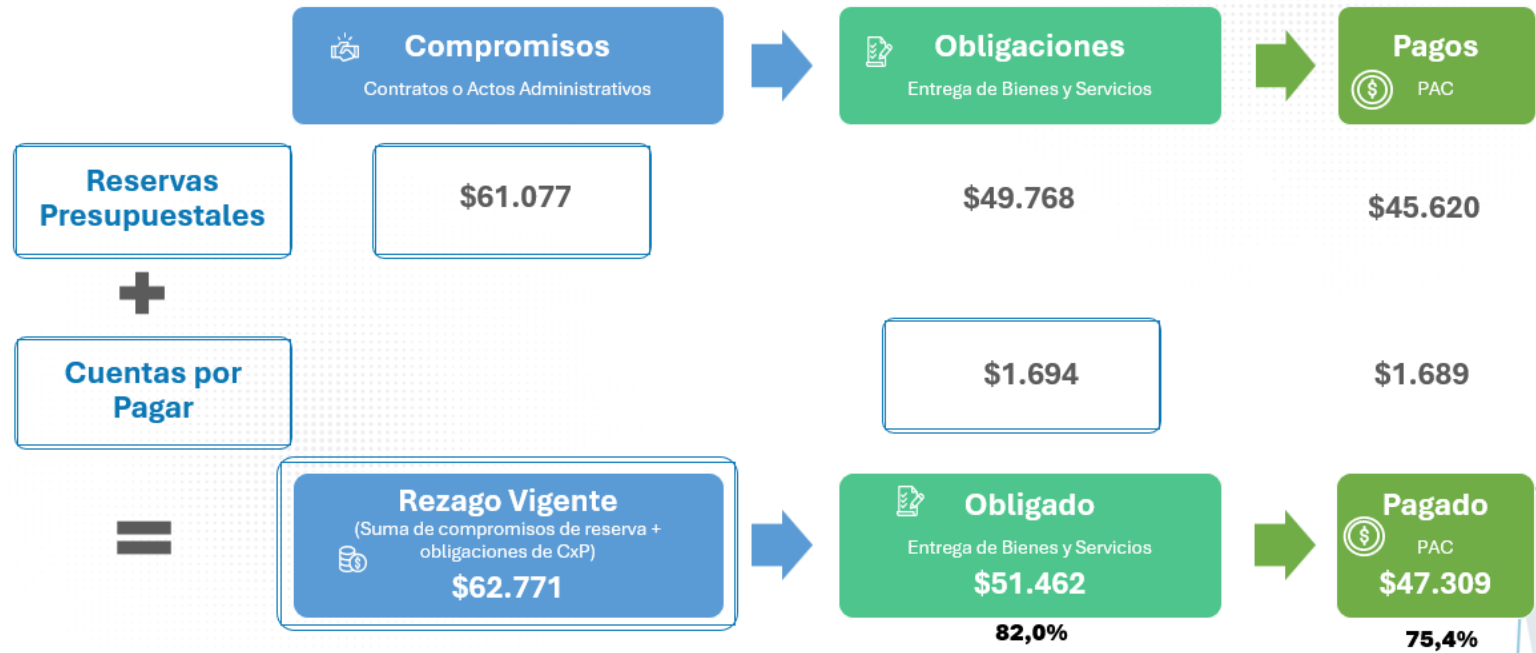 Compromisos
Contratos o Actos Administrativos
Obligaciones
Entrega de Bienes y Servicios
Pagos
$
PAC
Reservas
Presupuestales
$61.077
$49.768
$45.620
+
Cuentas por
Pagar
$1.694
$1.689
=
Rezago Vigente
(Suma de compromisos de reserva +
obligaciones de CxP)
$
$62.771
Obligado
Entrega de Bienes y Servicios
$51.462
82,0%
Pagado
$
PAC
$47.309
75,4%